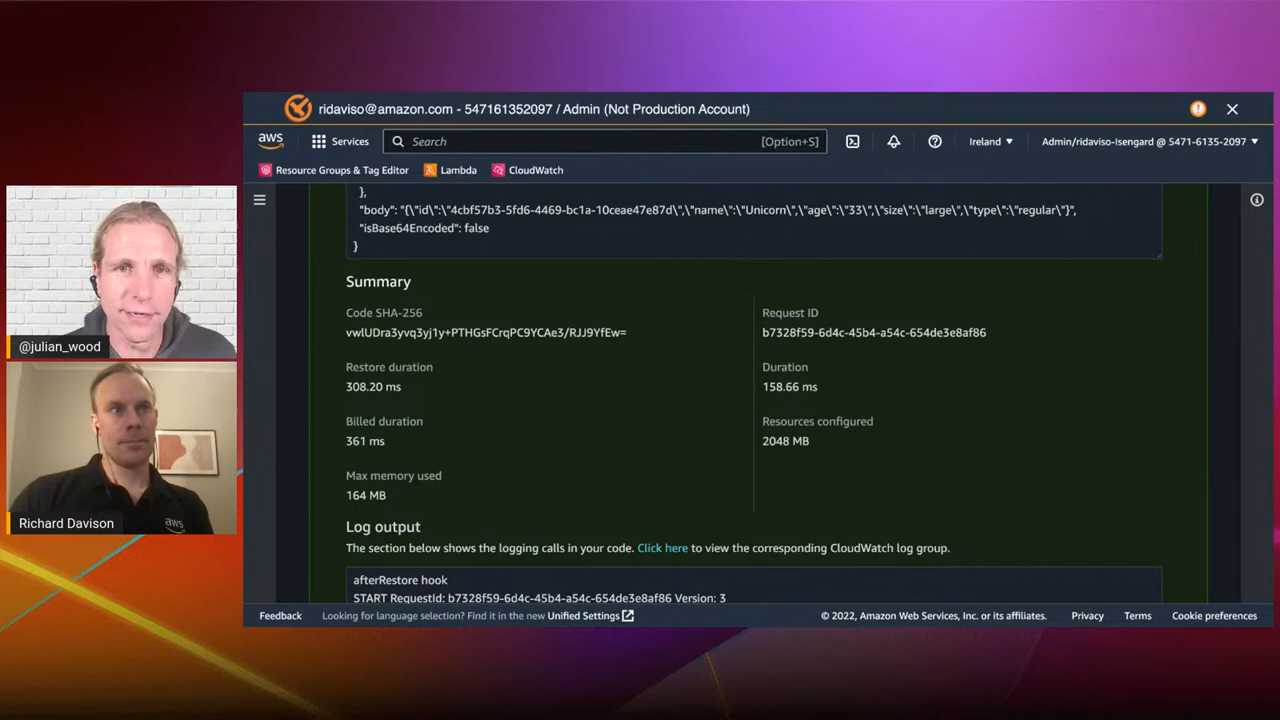 ridaviso@amazon.com - 547161352097 / Admin (Not Production Account)
aws
Services
Search
[Option+S]
Ireland
Admin/ridaviso-Isengard @ 5471-6135-2097
Resource Groups & Tag Editor
Lambda
CloudWatch
},
"body": "{\"id\":\"4cbf57b3-5fd6-4469-bc1a-10ceae47e87d\",\"name\":\"Unicorn\",\"age\":\"33\",\"size\":\"large\",\"type\":\"regular\"}",
"isBase64Encoded": false
}
Summary
Code SHA-256
vwlUDra3yvq3yj1y+PTHGsFCrqPC9YCAe3/RJJ9YfEw=
Request ID
b7328f59-6d4c-45b4-a54c-654de3e8af86
Restore duration
308.20 ms
Duration
158.66 ms
Billed duration
361 ms
Resources configured
2048 MB
Max memory used
164 MB
Log output
The section below shows the logging calls in your code. Click here to view the corresponding CloudWatch log group.
afterRestore hook
START RequestId: b7328f59-6d4c-45b4-a54c-654de3e8af86 Version: 3
Feedback
Looking for language selection? Find it in the new Unified Settings
© 2022, Amazon Web Services, Inc. or its affiliates.
Privacy
Terms
Cookie preferences
@julian_wood
aws
Richard Davison